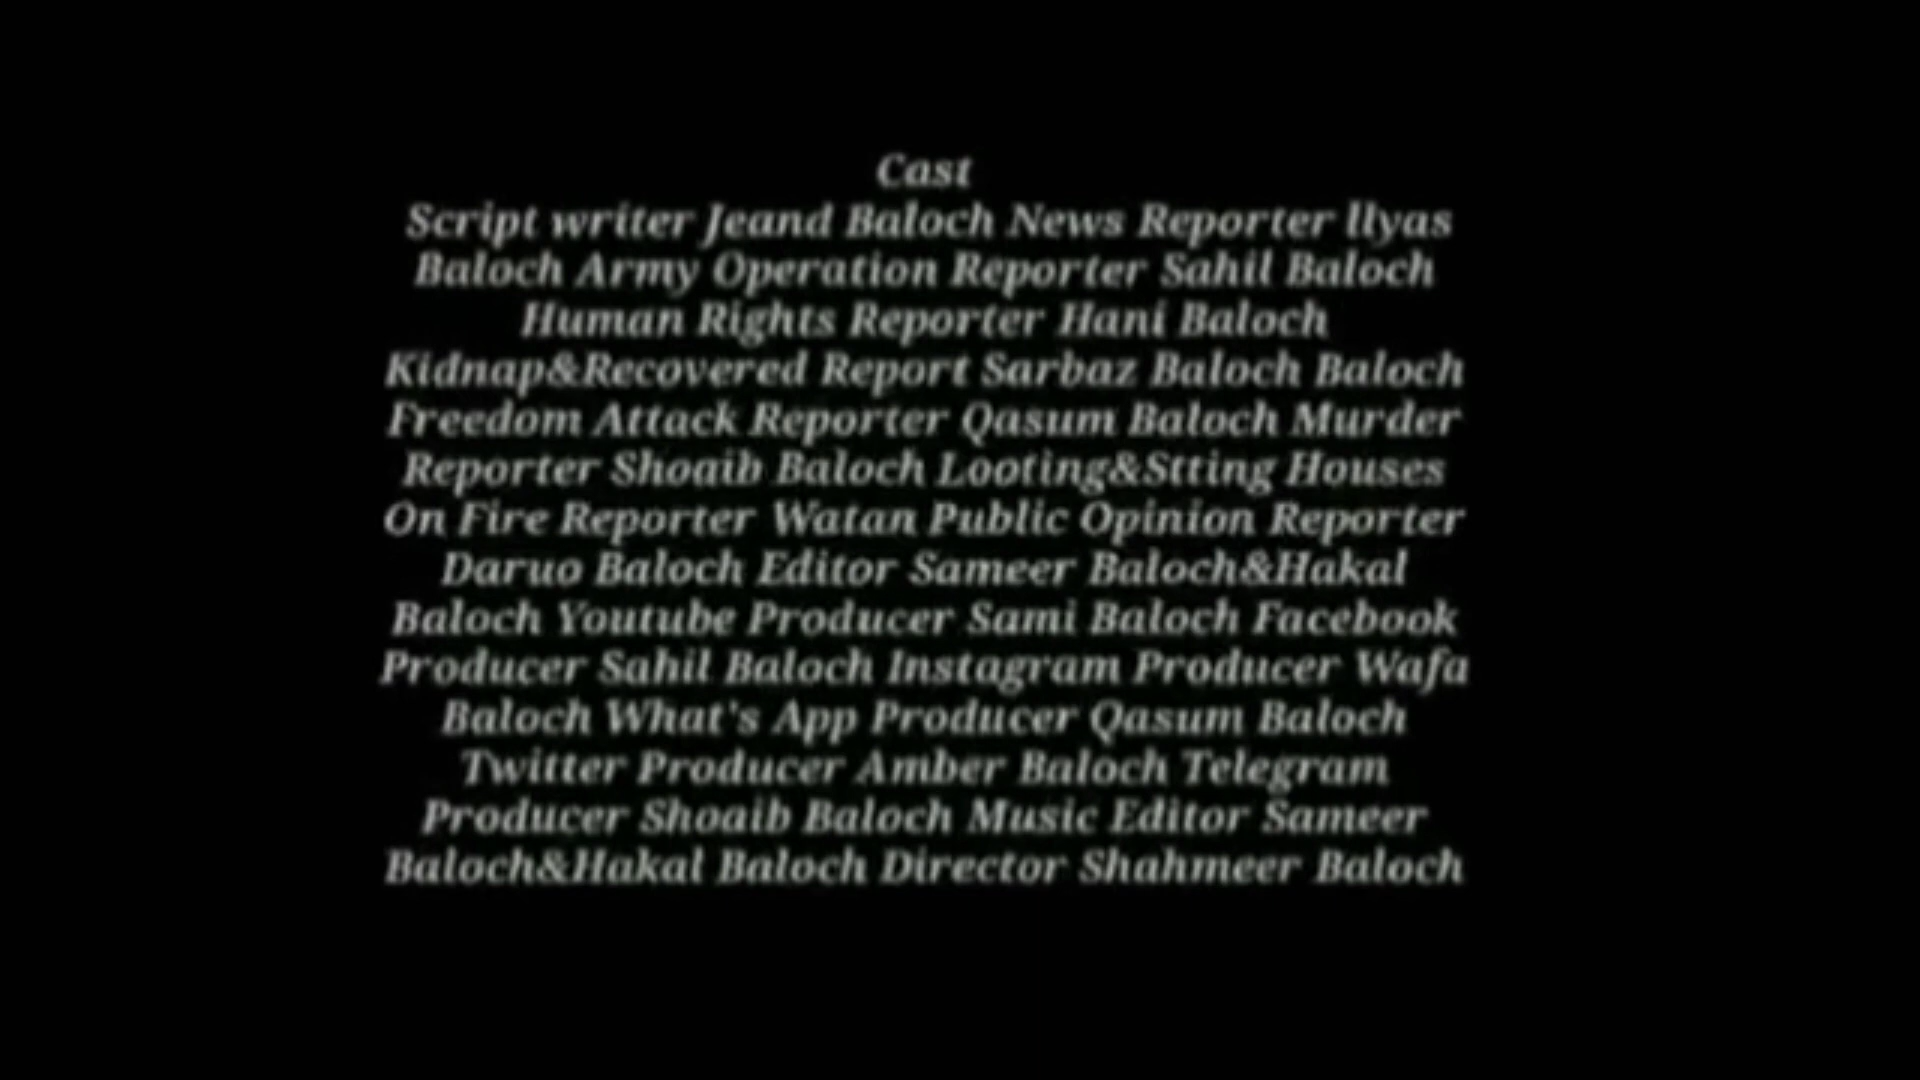 Cast
Script writer Jeand Baloch News Reporter llyas
Baloch Army Operation Reporter Sahil Baloch
Human Rights Reporter Hani Baloch
Kidnap&Recovered Report Sarbaz Baloch Baloch
Freedom Attack Reporter Qasum Baloch Murder
Reporter Shoaib Baloch Looting&Stting Houses
On Fire Reporter Watan Public Opinion Reporter
Daruo Baloch Editor Sameer Baloch&Hakal
Baloch Youtube Producer Sami Baloch Facebook
Producer Sahil Baloch Instagram Producer Wafa
Baloch What's App Producer Qasum Baloch
Twitter Producer Amber Baloch Telegram
Producer Shoaib Baloch Music Editor Sameer
Baloch&Hakal Baloch Director Shahmeer Baloch